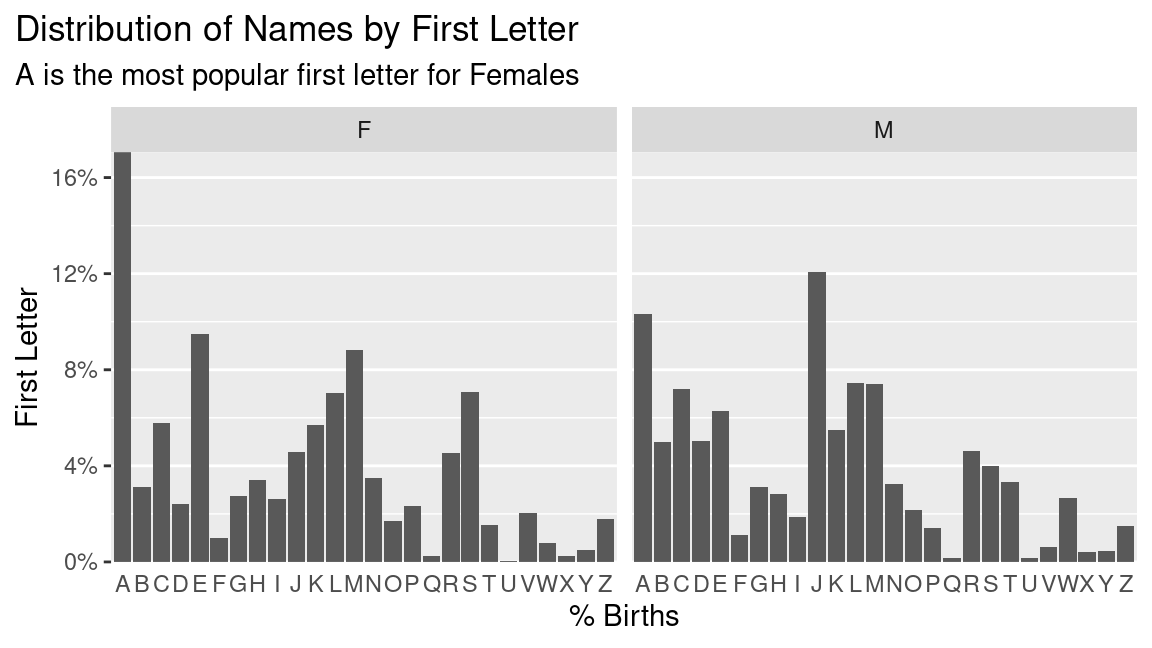 Distribution of Names by First Letter
A is the most popular first letter for Females
F M
16%
12%
8%
4%
0%
First Letter
A B C D E F G H I J K L M N O P Q R S T U V W X Y Z A B C D E F G H I J K L M N O P Q R S T U V W X Y Z
% Births